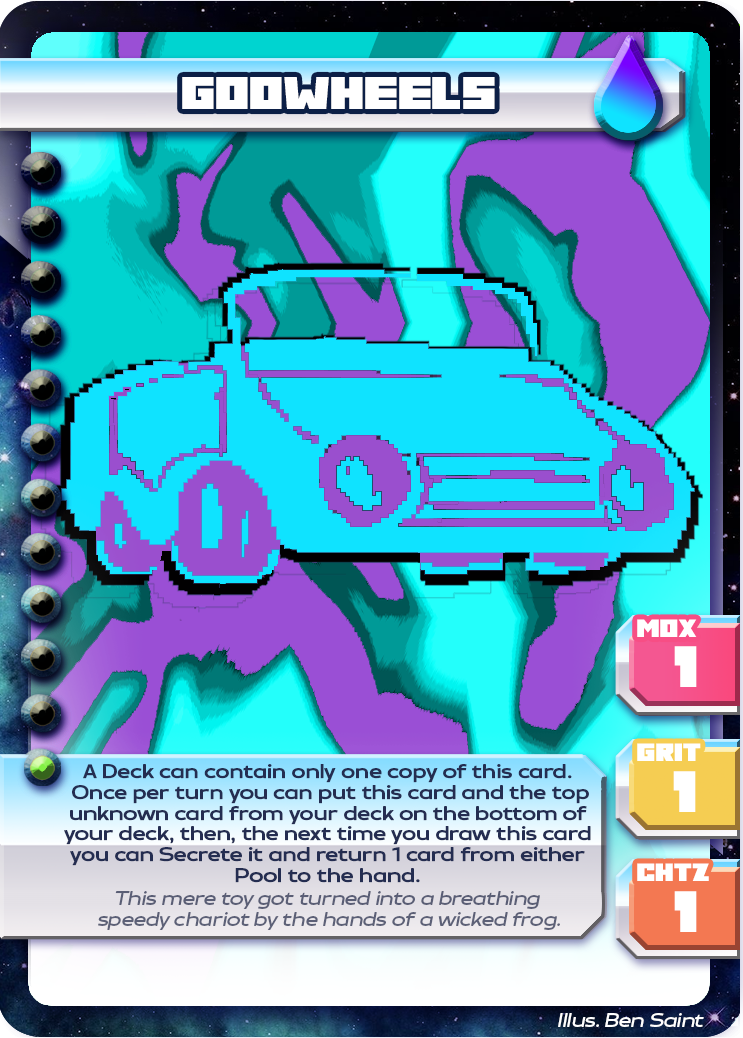 GOOWHEELS
MOX
1
GRIT
1
CHTZ
1
A Deck can contain only one copy of this card.
Once per turn you can put this card and the top
unknown card from your deck on the bottom of
your deck, then, the next time you draw this card
you can Secrete it and return 1 card from either
Pool to the hand.
This mere toy got turned into a breathing
speedy chariot by the hands of a wicked frog.
Illus. Ben Saint